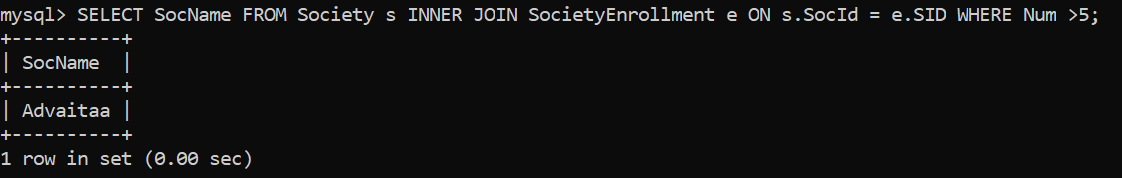 mysql> SELECT SocName FROM Society s INNER JOIN SocietyEnrollment e ON s.SocId = e.SID WHERE Num >5;
+----------+
| SocName  |
+----------+
| Advaitaa |
+----------+
1 row in set (0.00 sec)